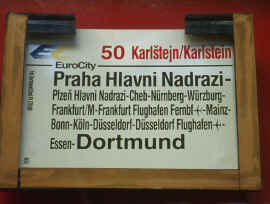 50 Karlštejn/Karlstein
EuroCity
Praha Hlavni Nadrazi-
Plzeň Hlavni Nadrazi-Cheb-Nürnberg-Würzburg-
Frankfurt/M-Frankfurt Flughafen Fernbf-Mainz-
Bonn-Köln-Düsseldorf-Düsseldorf Flughafen-
Essen-Dortmund